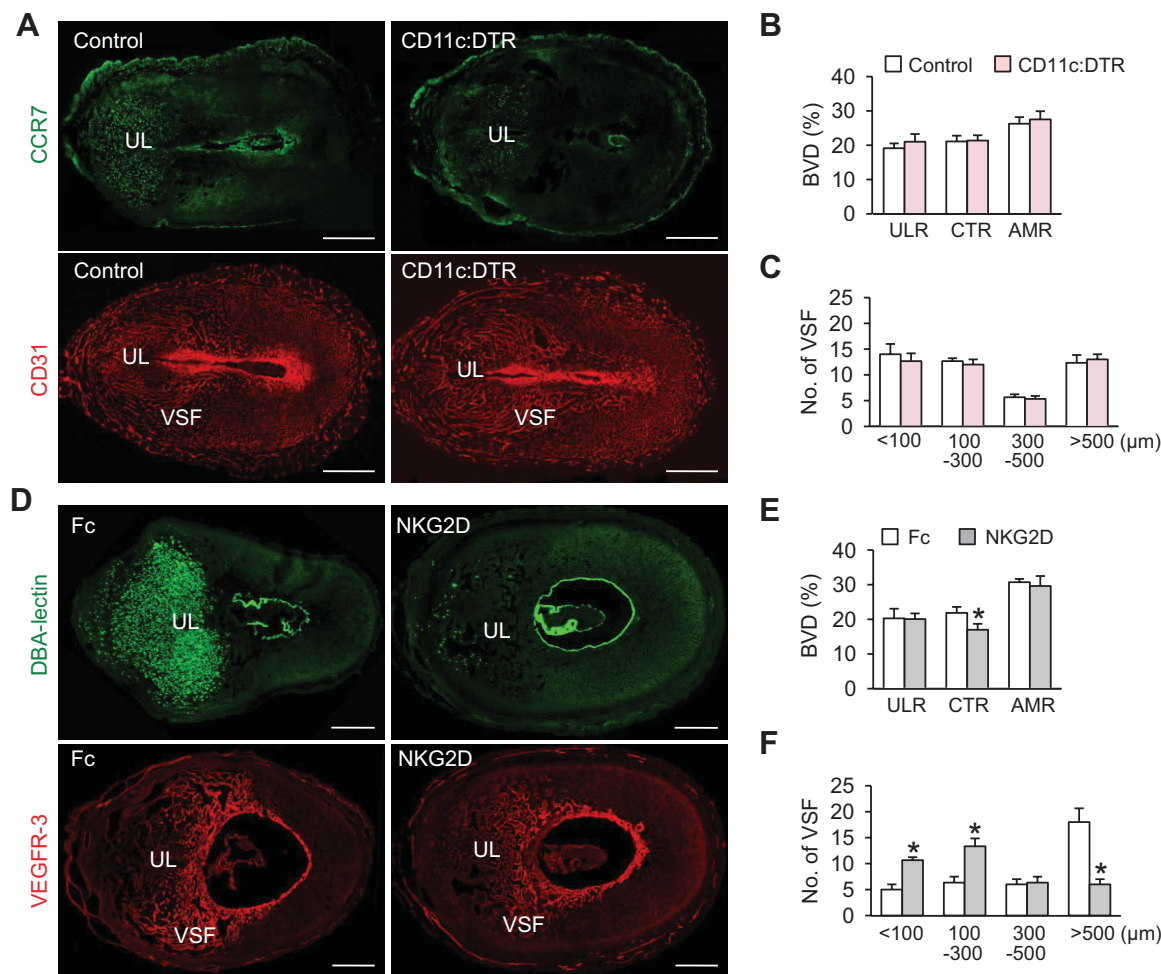 A
Control
CD11c:DTR
CCR7
UL
UL
Control
CD11c:DTR
CD31
UL
UL
VSF
VSF
B
Control
CD11c:DTR
BVD (%)
40
30
20
10
0
ULR
CTR
AMR
C
No. of VSF
25
20
15
10
5
0
<100
100
-300
300
-500
>500
(µm)
D
Fc
NKG2D
DBA-lectin
UL
UL
Fc
NKG2D
VEGFR-3
UL
UL
VSF
VSF
E
Fc
NKG2D
BVD (%)
40
30
20
10
0
*
ULR
CTR
AMR
F
No. of VSF
25
20
15
10
5
0
*
*
*
<100
100
-300
300
-500
>500
(µm)